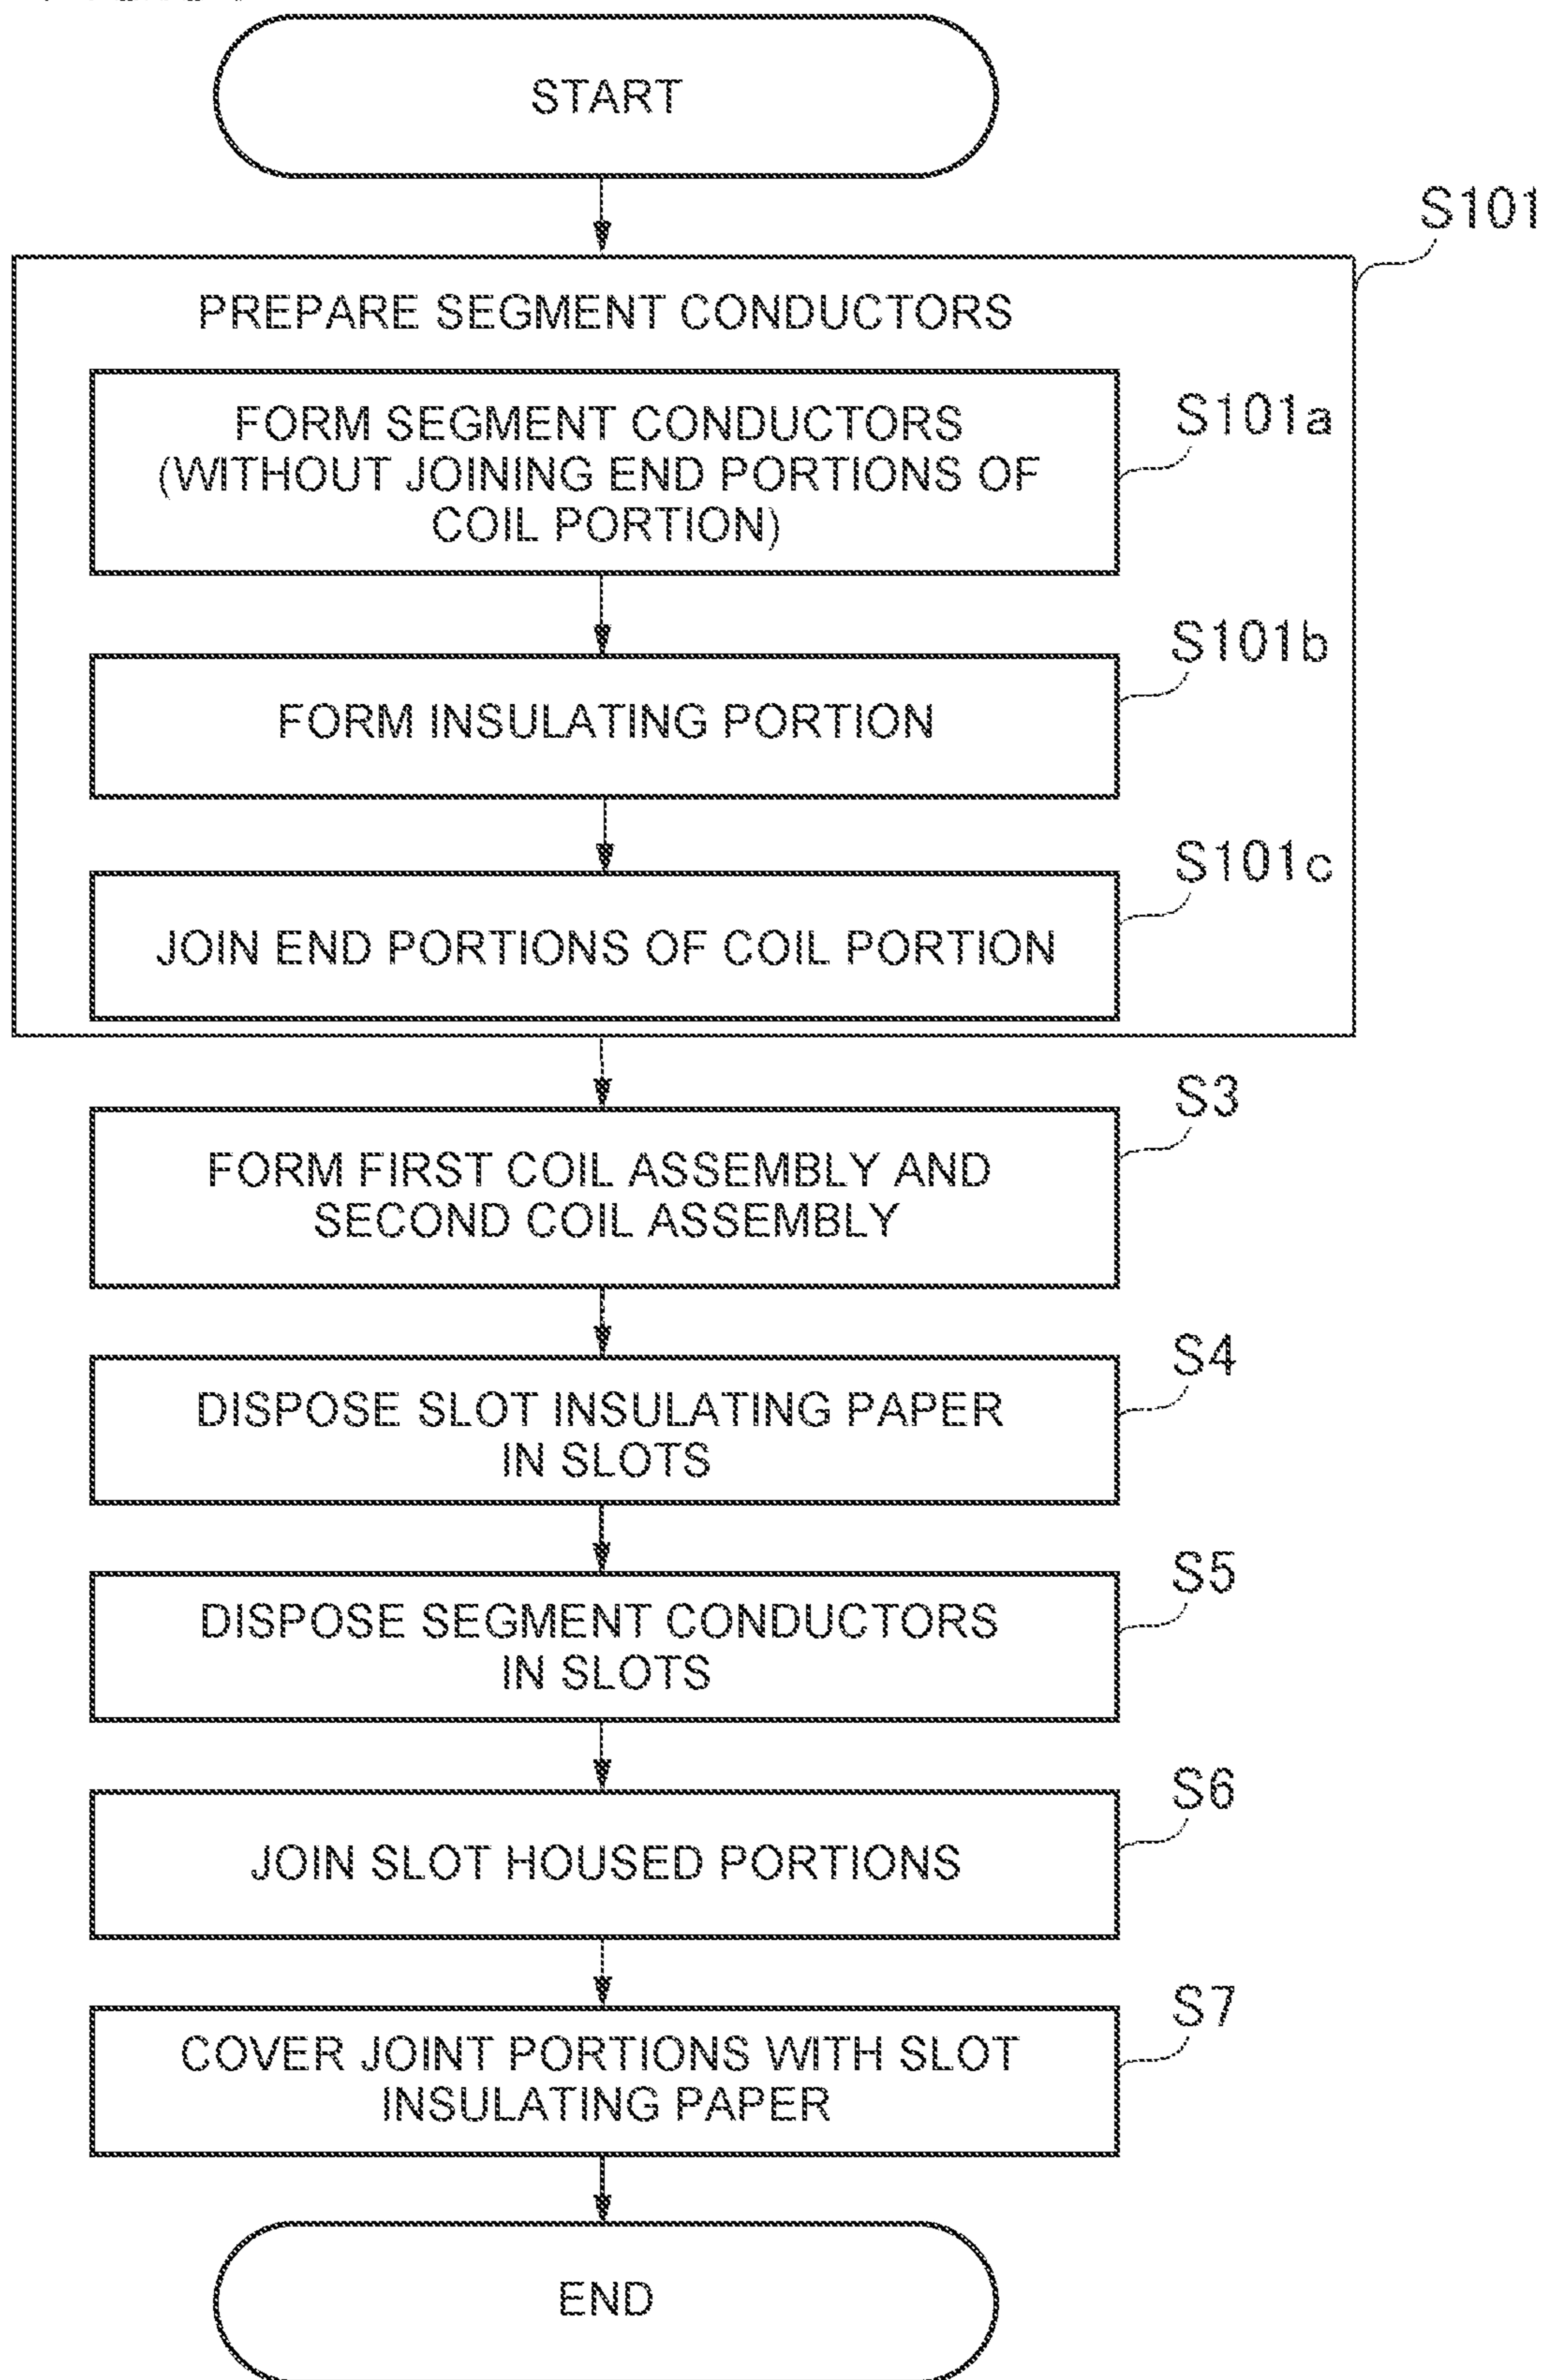 START
S101
PREPARE SEGMENT CONDUCTORS
FORM SEGMENT CONDUCTORS
(WITHOUT JOINING END PORTIONS OF
COIL PORTION)
S101a
FORM INSULATING PORTION
S101b
JOIN END PORTIONS OF COIL PORTION
S101c
FORM FIRST COIL ASSEMBLY AND
SECOND COIL ASSEMBLY
S3
DISPOSE SLOT INSULATING PAPER
IN SLOTS
S4
DISPOSE SEGMENT CONDUCTORS
IN SLOTS
S5
JOIN SLOT HOUSED PORTIONS
S6
COVER JOINT PORTIONS WITH SLOT
INSULATING PAPER
S7
END